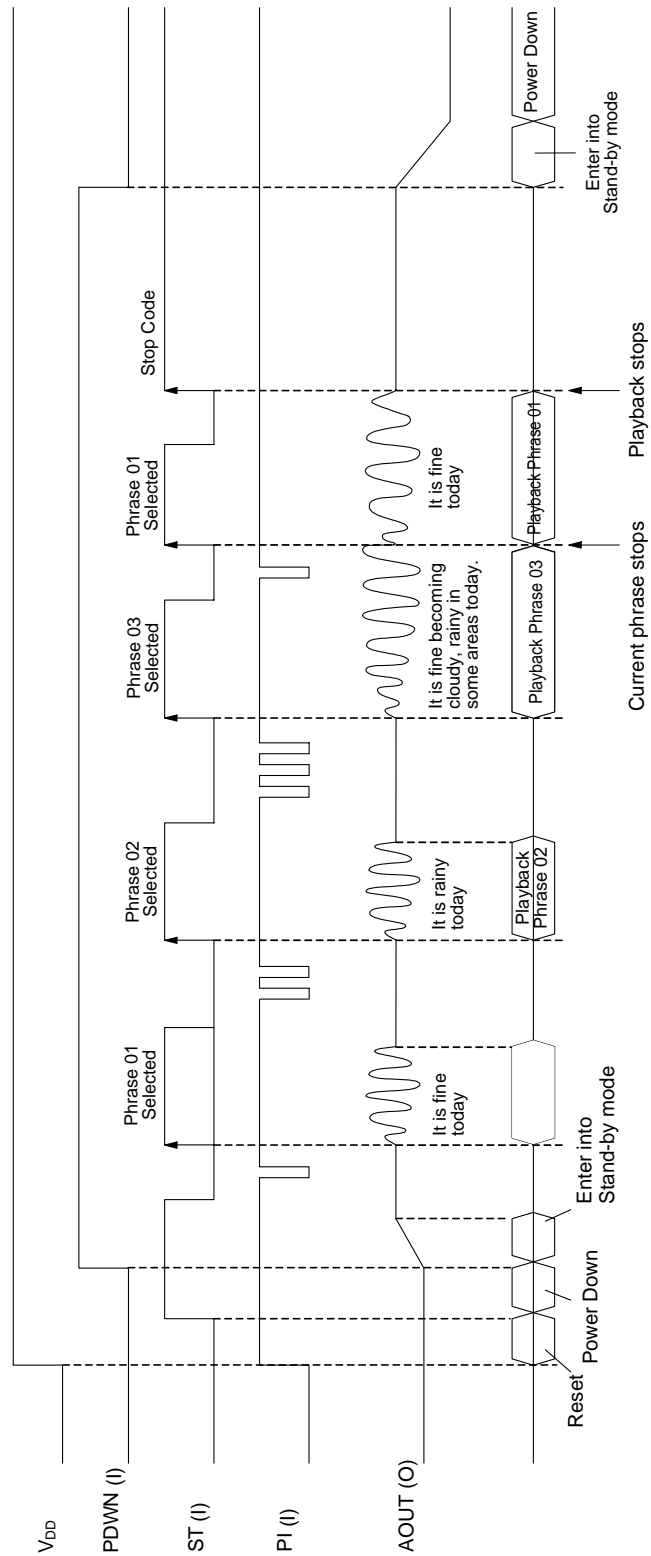 V_DD
PDWN (I)
ST (I)
PI (I)
AOUT (O)
Phrase 01
Selected
Phrase 02
Selected
Phrase 03
Selected
Phrase 01
Selected
Stop Code
It is fine
today
It is rainy
today
It is fine becoming
cloudy, rainy in
some areas today.
It is fine
today
Playback
Phrase 02
Playback Phrase 03
Playback Phrase 01
Power Down
Reset
Power Down
Enter into
Stand-by mode
Current phrase stops
Playback stops
Enter into
Stand-by mode